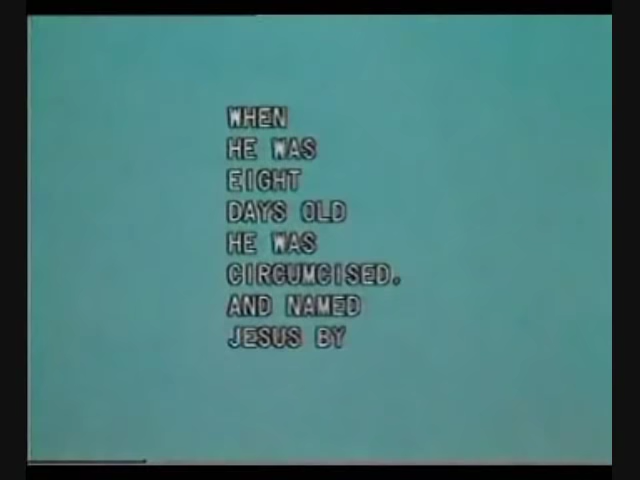 WHEN
HE WAS
EIGHT
DAYS OLD
HE WAS
CIRCUMCISED.
AND NAMED
JESUS BY